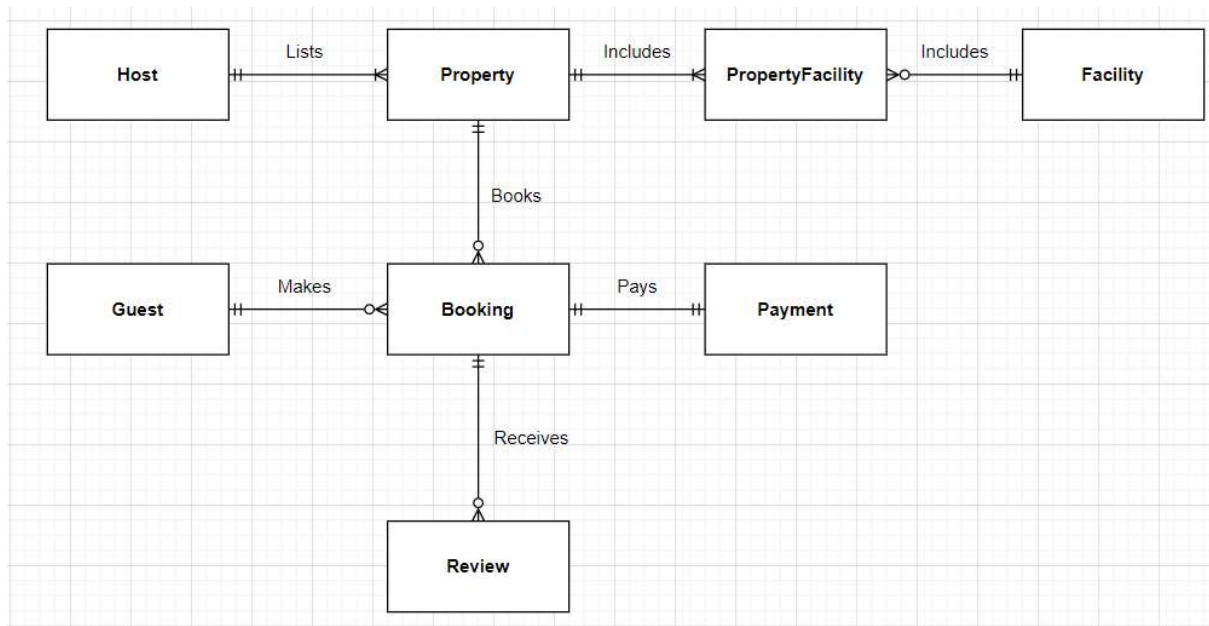 Lists
Includes
Includes
Host
Property
PropertyFacility
Facility
Books
Makes
Pays
Guest
Booking
Payment
Receives
Review